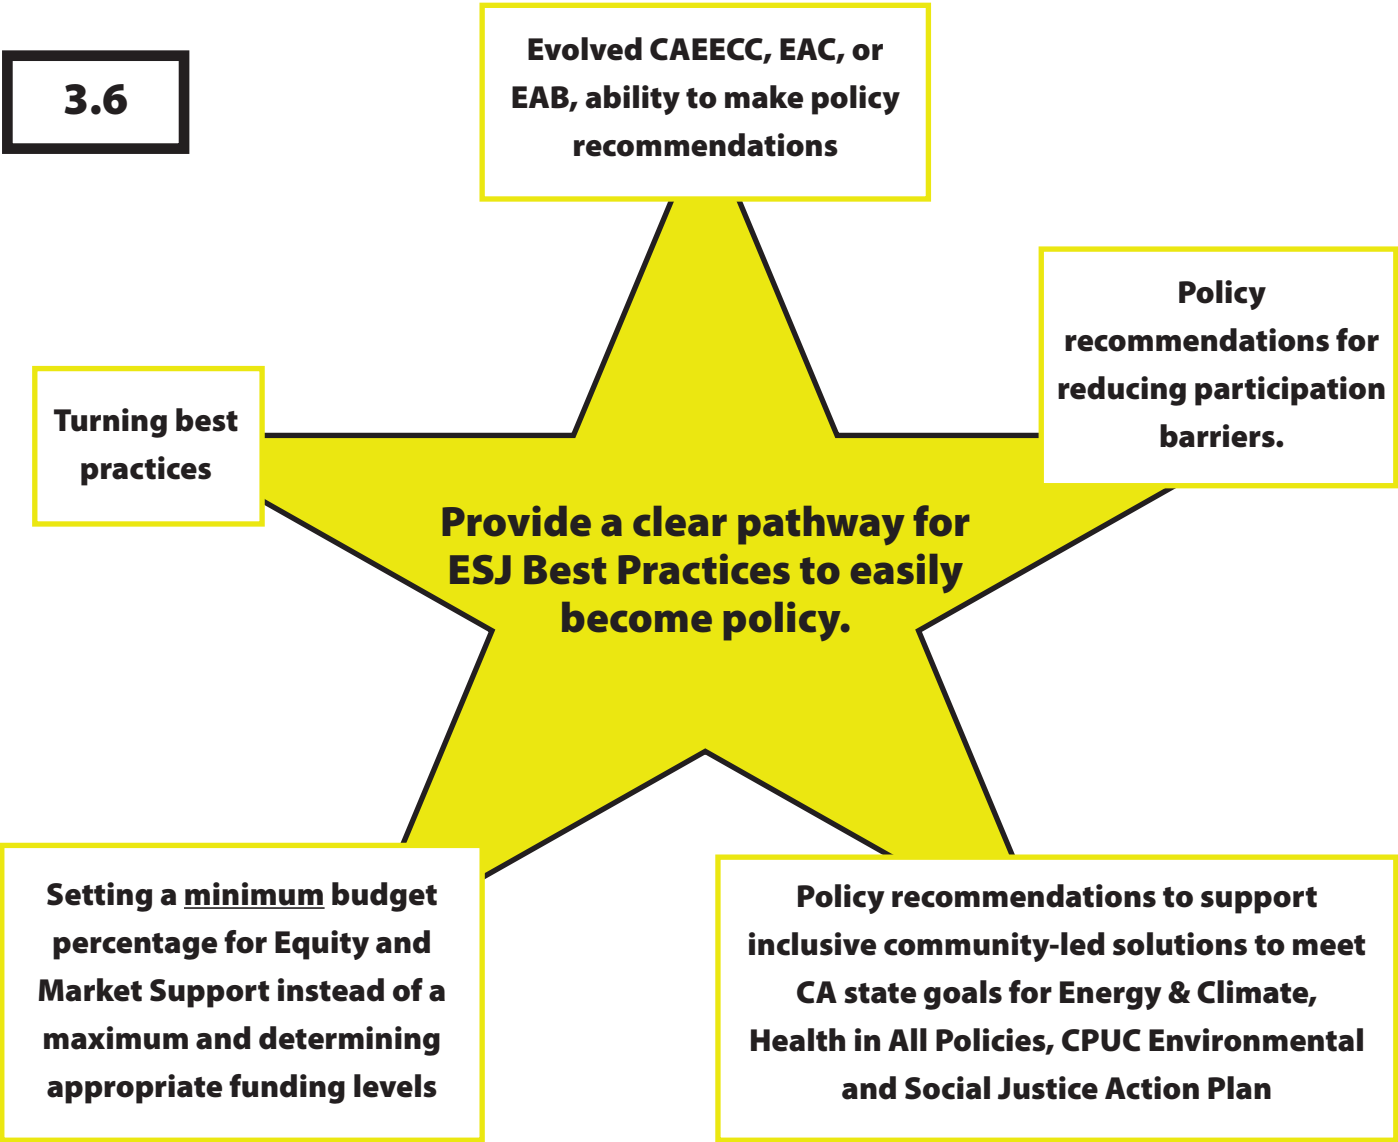 3.6
Evolved CAEECC, EAC, or
EAB, ability to make policy
recommendations
Policy
recommendations for
reducing participation
barriers.
Turning best
practices
Provide a clear pathway for
ESJ Best Practices to easily
become policy.
Setting a minimum budget
percentage for Equity and
Market Support instead of a
maximum and determining
appropriate funding levels
Policy recommendations to support
inclusive community-led solutions to meet
CA state goals for Energy & Climate,
Health in All Policies, CPUC Environmental
and Social Justice Action Plan